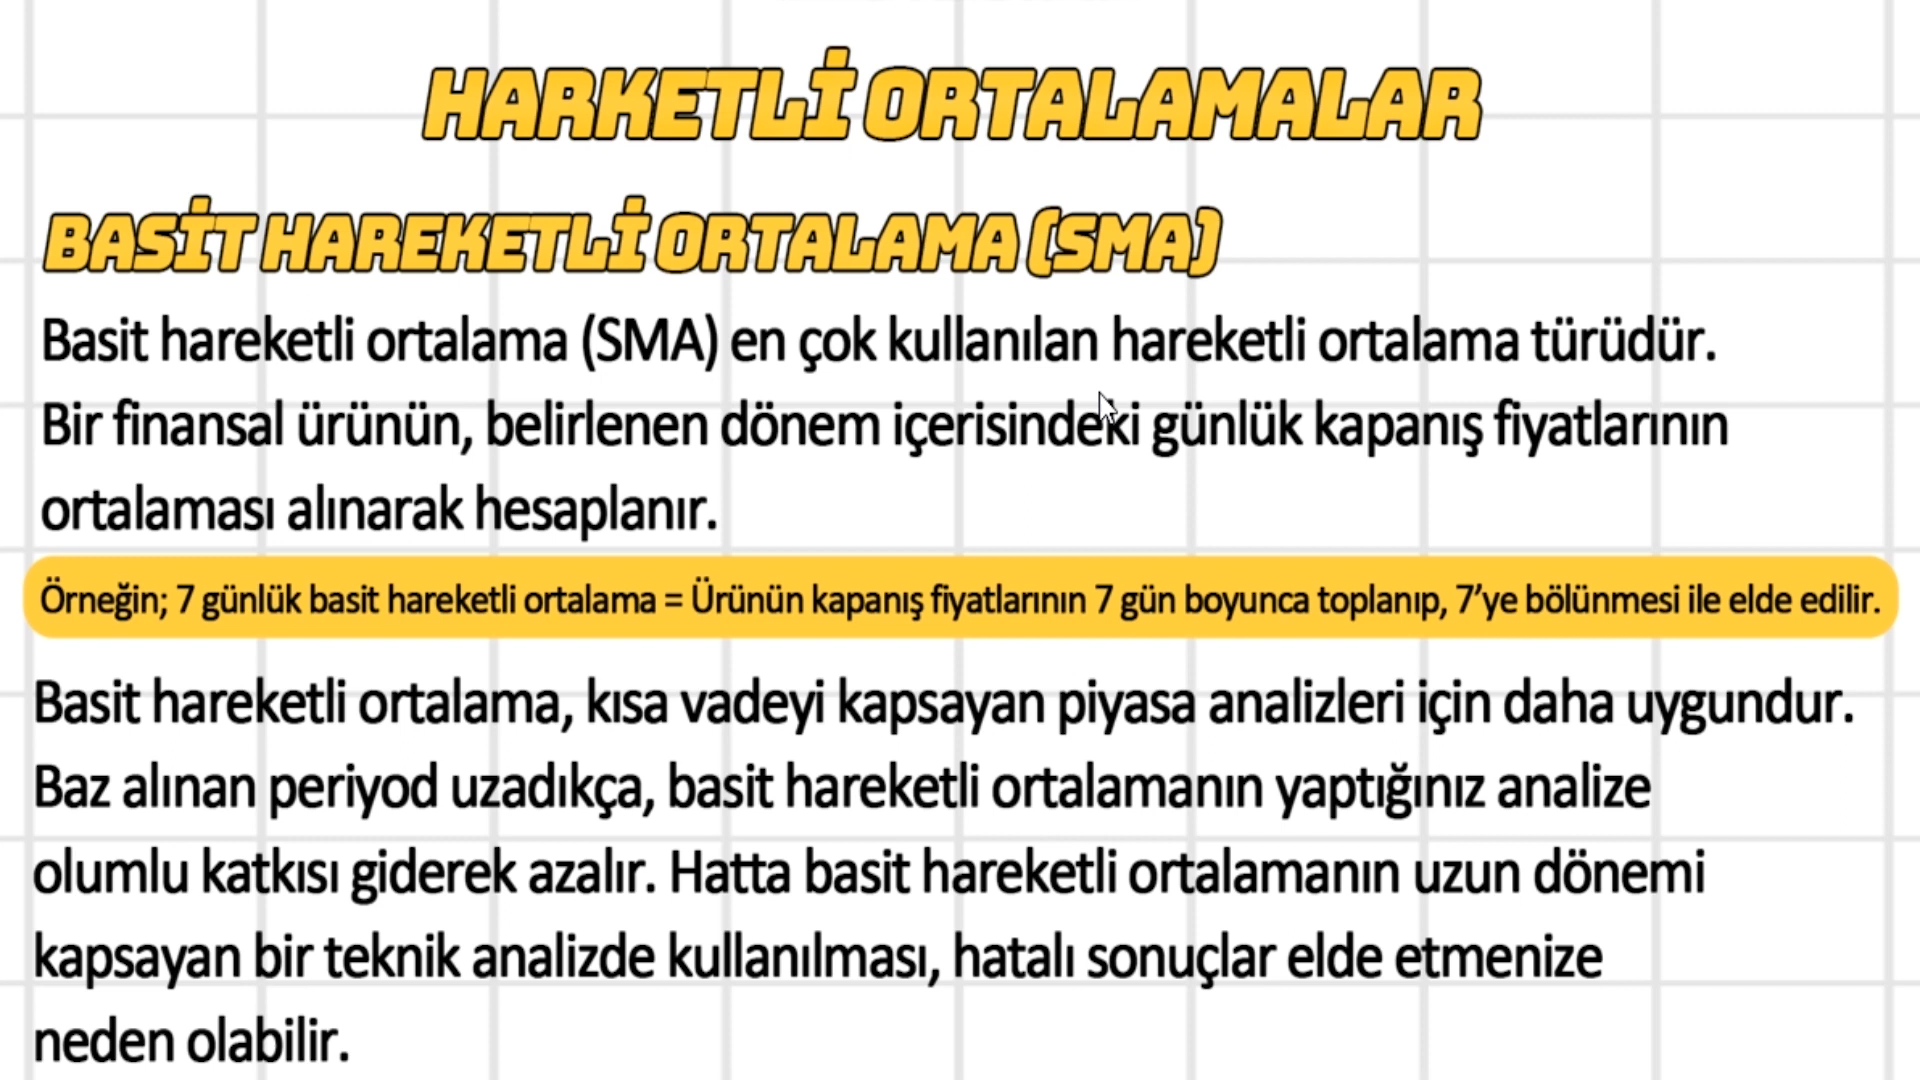 HARKETLİ ORTALAMALAR
BASİT HAREKETLİ ORTALAMA (SMA)
Basit hareketli ortalama (SMA) en çok kullanılan hareketli ortalama türüdür.
Bir finansal ürünün, belirlenen dönem içerisindeki günlük kapanış fiyatlarının
ortalaması alınarak hesaplanır.
Örneğin; 7 günlük basit hareketli ortalama = Ürünün kapanış fiyatlarının 7 gün boyunca toplanıp, 7’ye bölünmesi ile elde edilir.
Basit hareketli ortalama, kısa vadeyi kapsayan piyasa analizleri için daha uygundur.
Baz alınan periyod uzadıkça, basit hareketli ortalamanın yaptığınız analize
olumlu katkısı giderek azalır. Hatta basit hareketli ortalamanın uzun dönemi
kapsayan bir teknik analizde kullanılması, hatalı sonuçlar elde etmenize
neden olabilir.